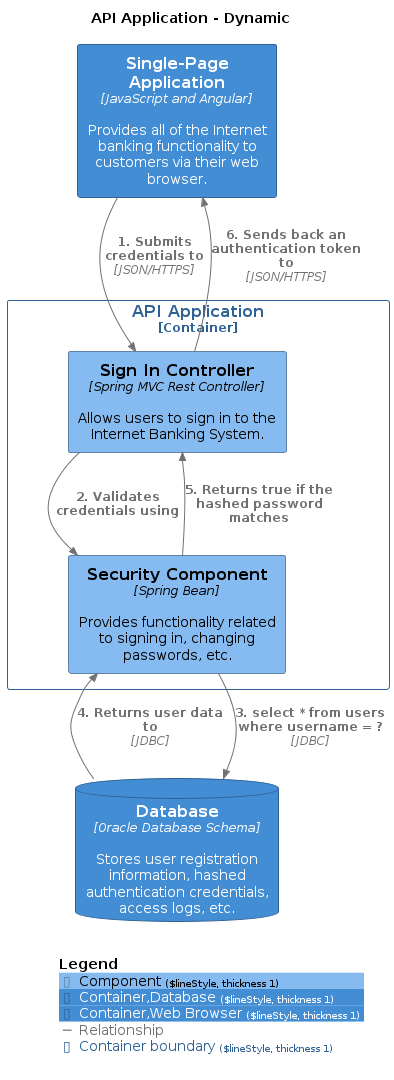 API Application - Dynamic
Single-Page
Application
[JavaScript and Angular]
Provides all of the Internet
banking functionality to
customers via their web
browser.
1. Submits
credentials to
[JSON/HTTPS]
6. Sends back an
authentication token
to
[JSON/HTTPS]
API Application
[Container]
Sign In Controller
[Spring MVC Rest Controller]
Allows users to sign in to the
Internet Banking System.
2. Validates
credentials using
5. Returns true if the
hashed password
matches
Security Component
[Spring Bean]
Provides functionality related
to signing in, changing
passwords, etc.
4. Returns user data
to
[JDBC]
3. select * from users
where username = ?
[JDBC]
Database
[Oracle Database Schema]
Stores user registration
information, hashed
authentication credentials,
access logs, etc.
Legend
Component ($lineStyle, thickness 1)
Container,Database ($lineStyle, thickness 1)
Container,Web Browser ($lineStyle, thickness 1)
Relationship
Container boundary ($lineStyle, thickness 1)